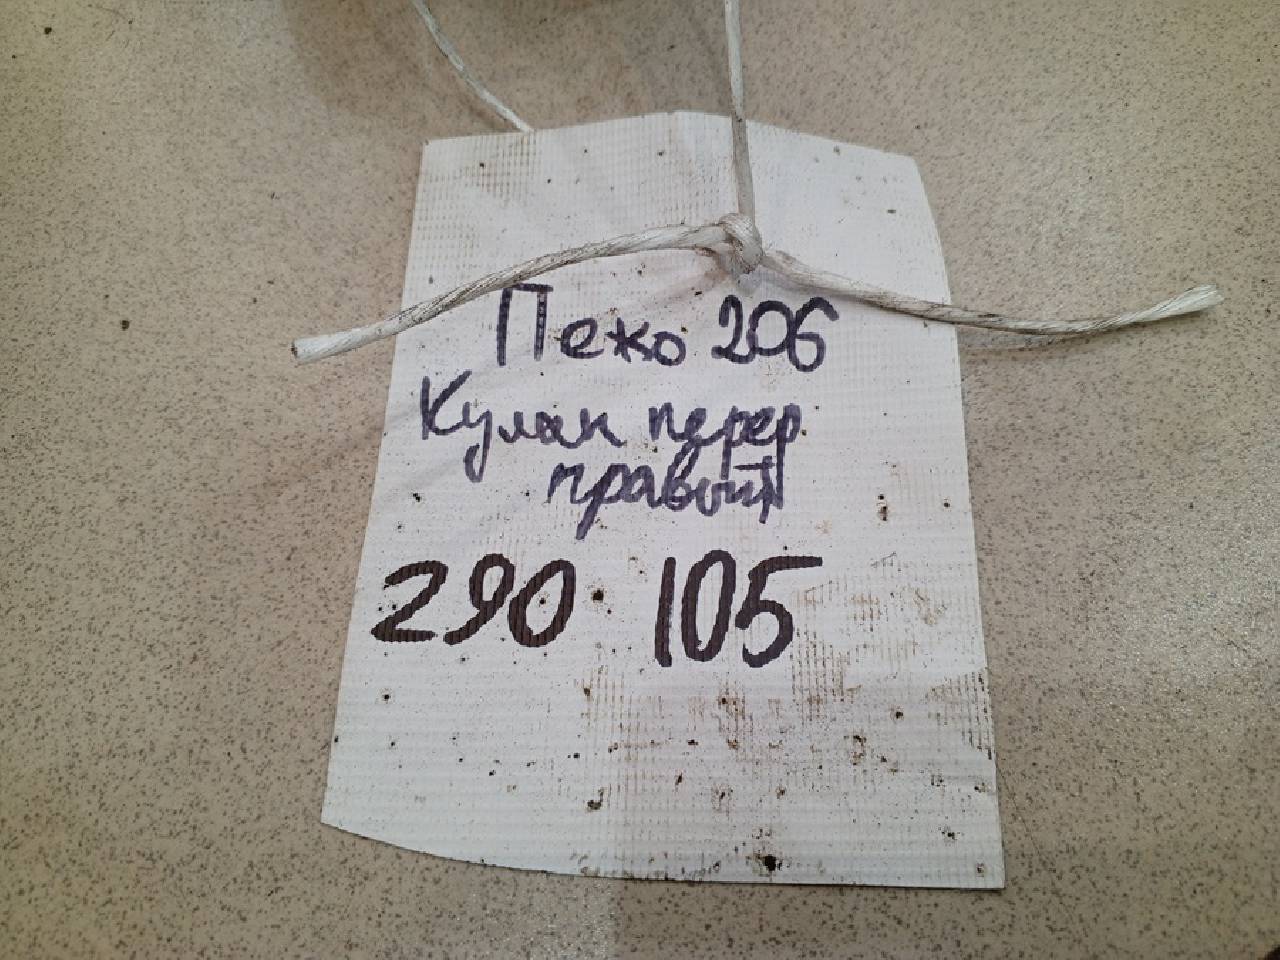 Пежо 206
Кулак перер
правый
290 105